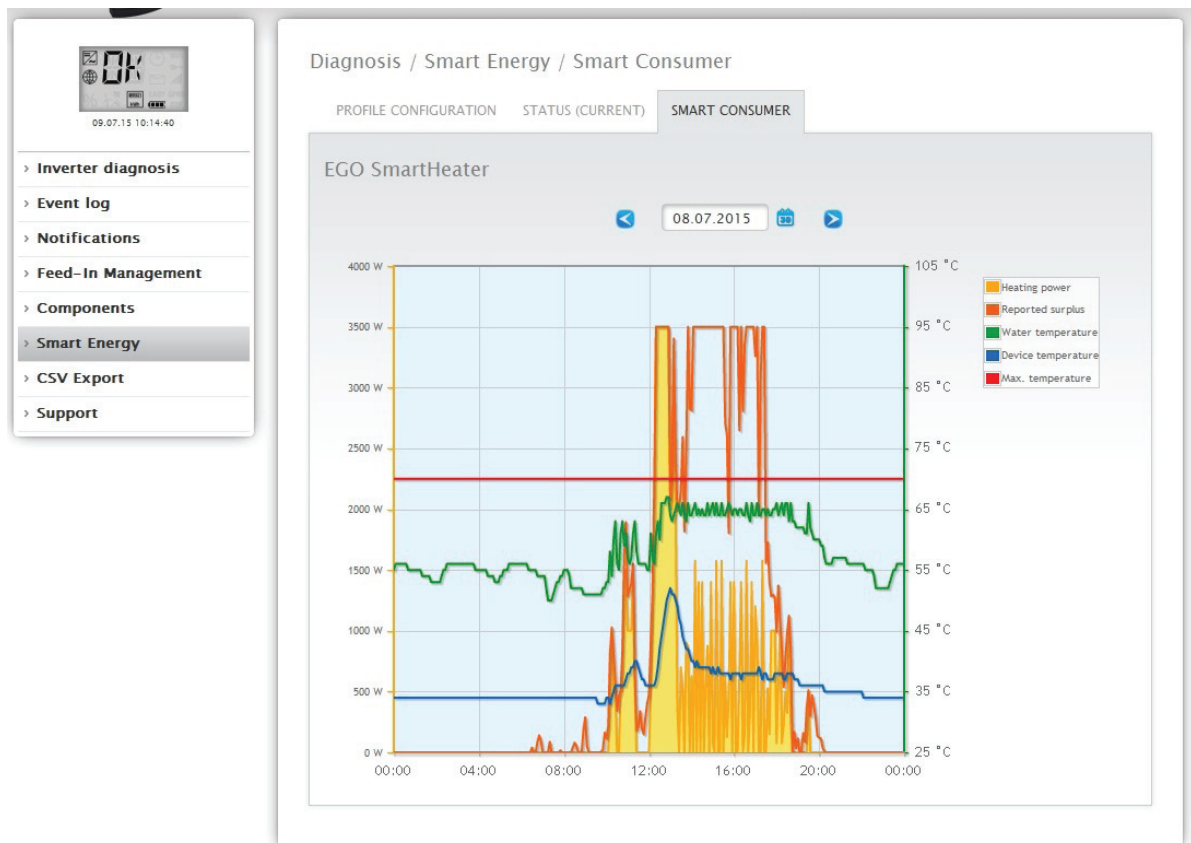 OK
09.07.15 10:14:40
› Inverter diagnosis
› Event log
› Notifications
› Feed-In Management
› Components
› Smart Energy
› CSV Export
› Support
Diagnosis / Smart Energy / Smart Consumer
PROFILE CONFIGURATION STATUS (CURRENT) SMART CONSUMER
EGO SmartHeater
08.07.2015 30
4000 W 105 °C
3500 W 95 °C
3000 W 85 °C
2500 W 75 °C
2000 W 65 °C
1500 W 55 °C
1000 W 45 °C
500 W 35 °C
0 W 25 °C
00:00 04:00 08:00 12:00 16:00 20:00 00:00
Heating power
Reported surplus
Water temperature
Device temperature
Max. temperature